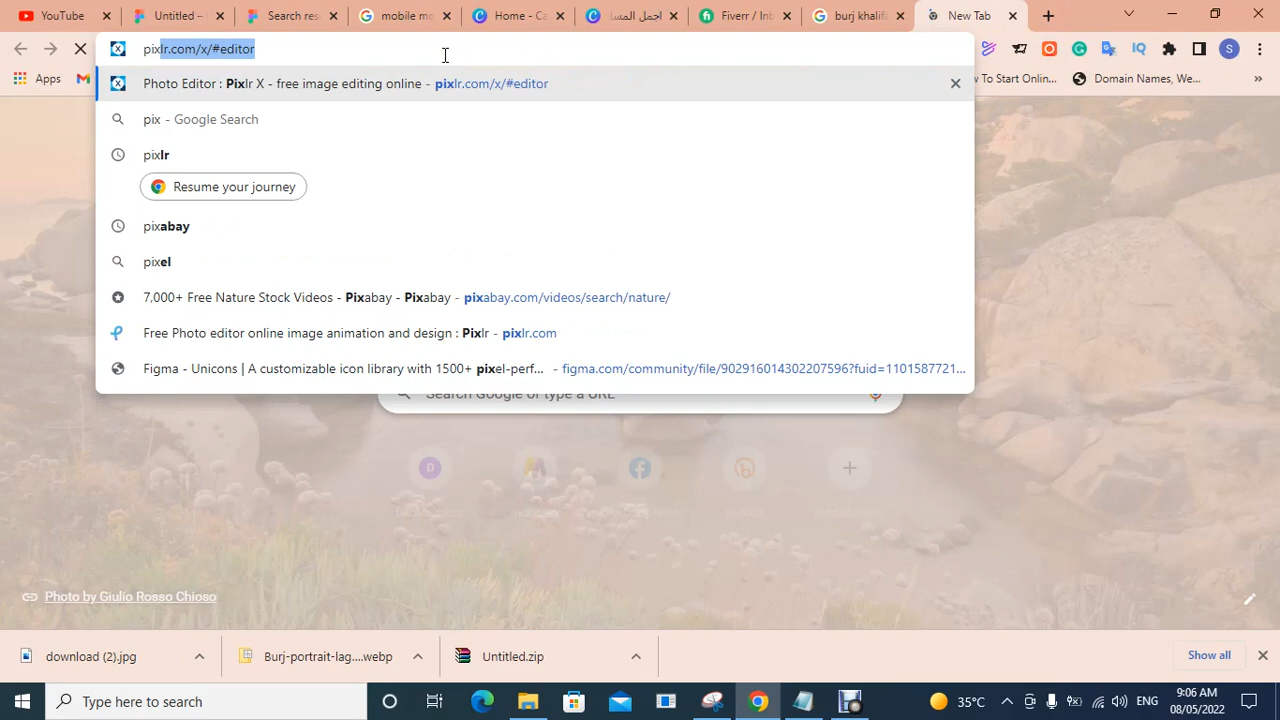 YouTube
Untitled –
Search res
mobile mo
Home - Ca
اجمل المسا
Fiverr / Inb
burj khalifa
New Tab
pixlr.com/x/#editor
Apps
To Start Online...
Domain Names, We...
Photo Editor : Pixlr X - free image editing online - pixlr.com/x/#editor
pix - Google Search
pixlr
Resume your journey
pixabay
pixel
7,000+ Free Nature Stock Videos - Pixabay - Pixabay - pixabay.com/videos/search/nature/
Free Photo editor online image animation and design : Pixlr - pixlr.com
Figma - Unicons | A customizable icon library with 1500+ pixel-perf... - figma.com/community/file/902916014302207596?fuid=1101587721...
Search Google or type a URL
Photo by Giulio Rosso Chioso
download (2).jpg
Burj-portrait-lag....webp
Untitled.zip
Show all
Type here to search
35°C
ENG
9:06 AM
08/05/2022